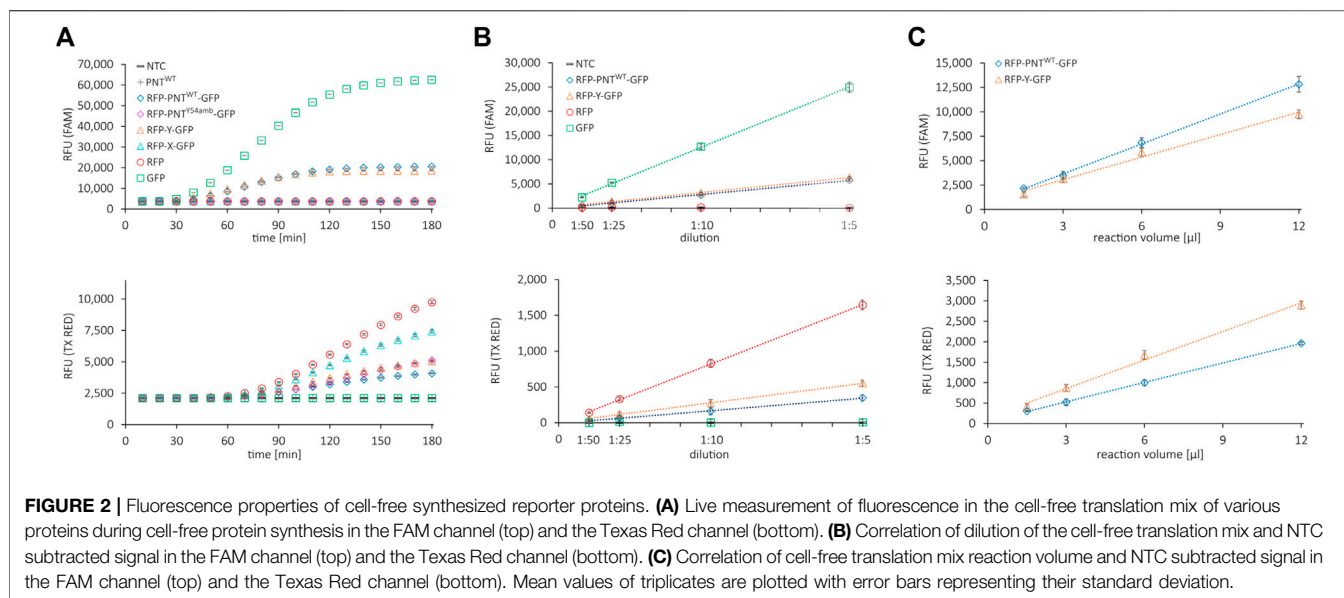 A
70,000
60,000
50,000
40,000
30,000
20,000
10,000
0
RFU (FAM)
NTC
PNT^WT
RFP-PNT^WT-GFP
RFP-PNT^Y54amb-GFP
RFP-Y-GFP
RFP-X-GFP
RFP
GFP
0 30 60 90 120 150 180
time [min]
10,000
7,500
5,000
2,500
0
RFU (TX RED)
0 30 60 90 120 150 180
time [min]
B
30,000
25,000
20,000
15,000
10,000
5,000
0
RFU (FAM)
NTC
RFP-PNT^WT-GFP
RFP-Y-GFP
RFP
GFP
0 1:50 1:25 1:10 1:5
dilution
2,000
1,500
1,000
500
0
RFU (TX RED)
0 1:50 1:25 1:10 1:5
dilution
C
15,000
12,500
10,000
7,500
5,000
2,500
0
RFU (FAM)
RFP-PNT^WT-GFP
RFP-Y-GFP
0 3 6 9 12
reaction volume [µl]
3,500
3,000
2,500
2,000
1,500
1,000
500
0
RFU (TX RED)
0 3 6 9 12
reaction volume [µl]
FIGURE 2 | Fluorescence properties of cell-free synthesized reporter proteins. (A) Live measurement of fluorescence in the cell-free translation mix of various
proteins during cell-free protein synthesis in the FAM channel (top) and the Texas Red channel (bottom). (B) Correlation of dilution of the cell-free translation mix and NTC
subtracted signal in the FAM channel (top) and the Texas Red channel (bottom). (C) Correlation of cell-free translation mix reaction volume and NTC subtracted signal in
the FAM channel (top) and the Texas Red channel (bottom). Mean values of triplicates are plotted with error bars representing their standard deviation.